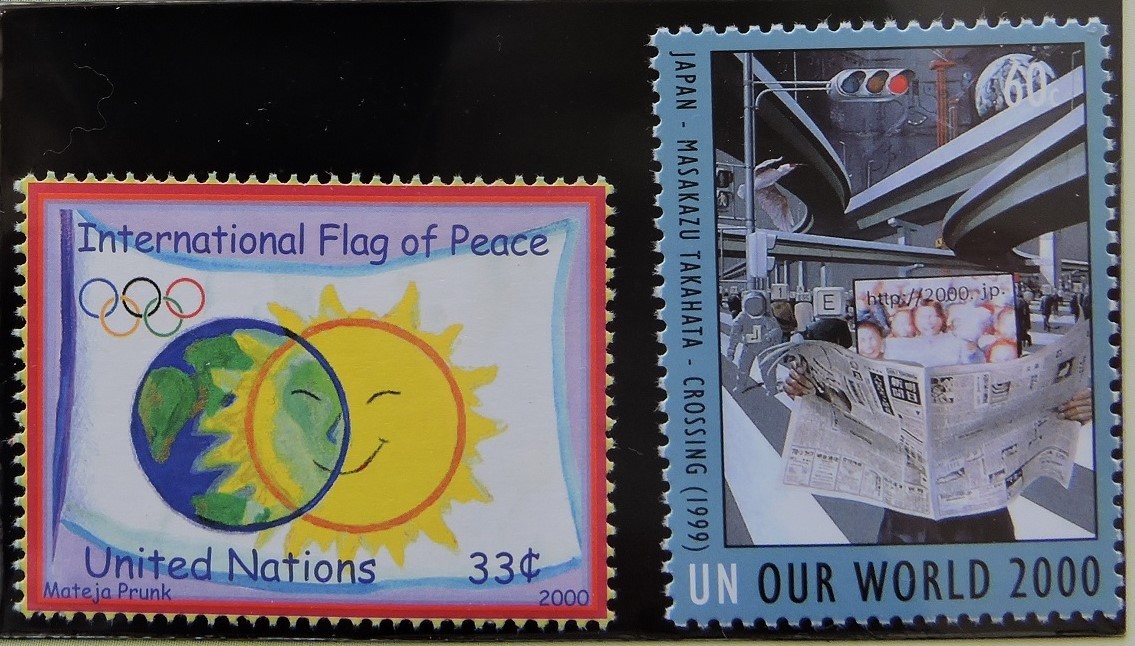 International Flag of Peace
United Nations 33¢
Mateja Prunk 2000
60c
JAPAN - MASAKAZU TAKAHATA - CROSSING (1999)
E
http://2000.jp.
UN OUR WORLD 2000